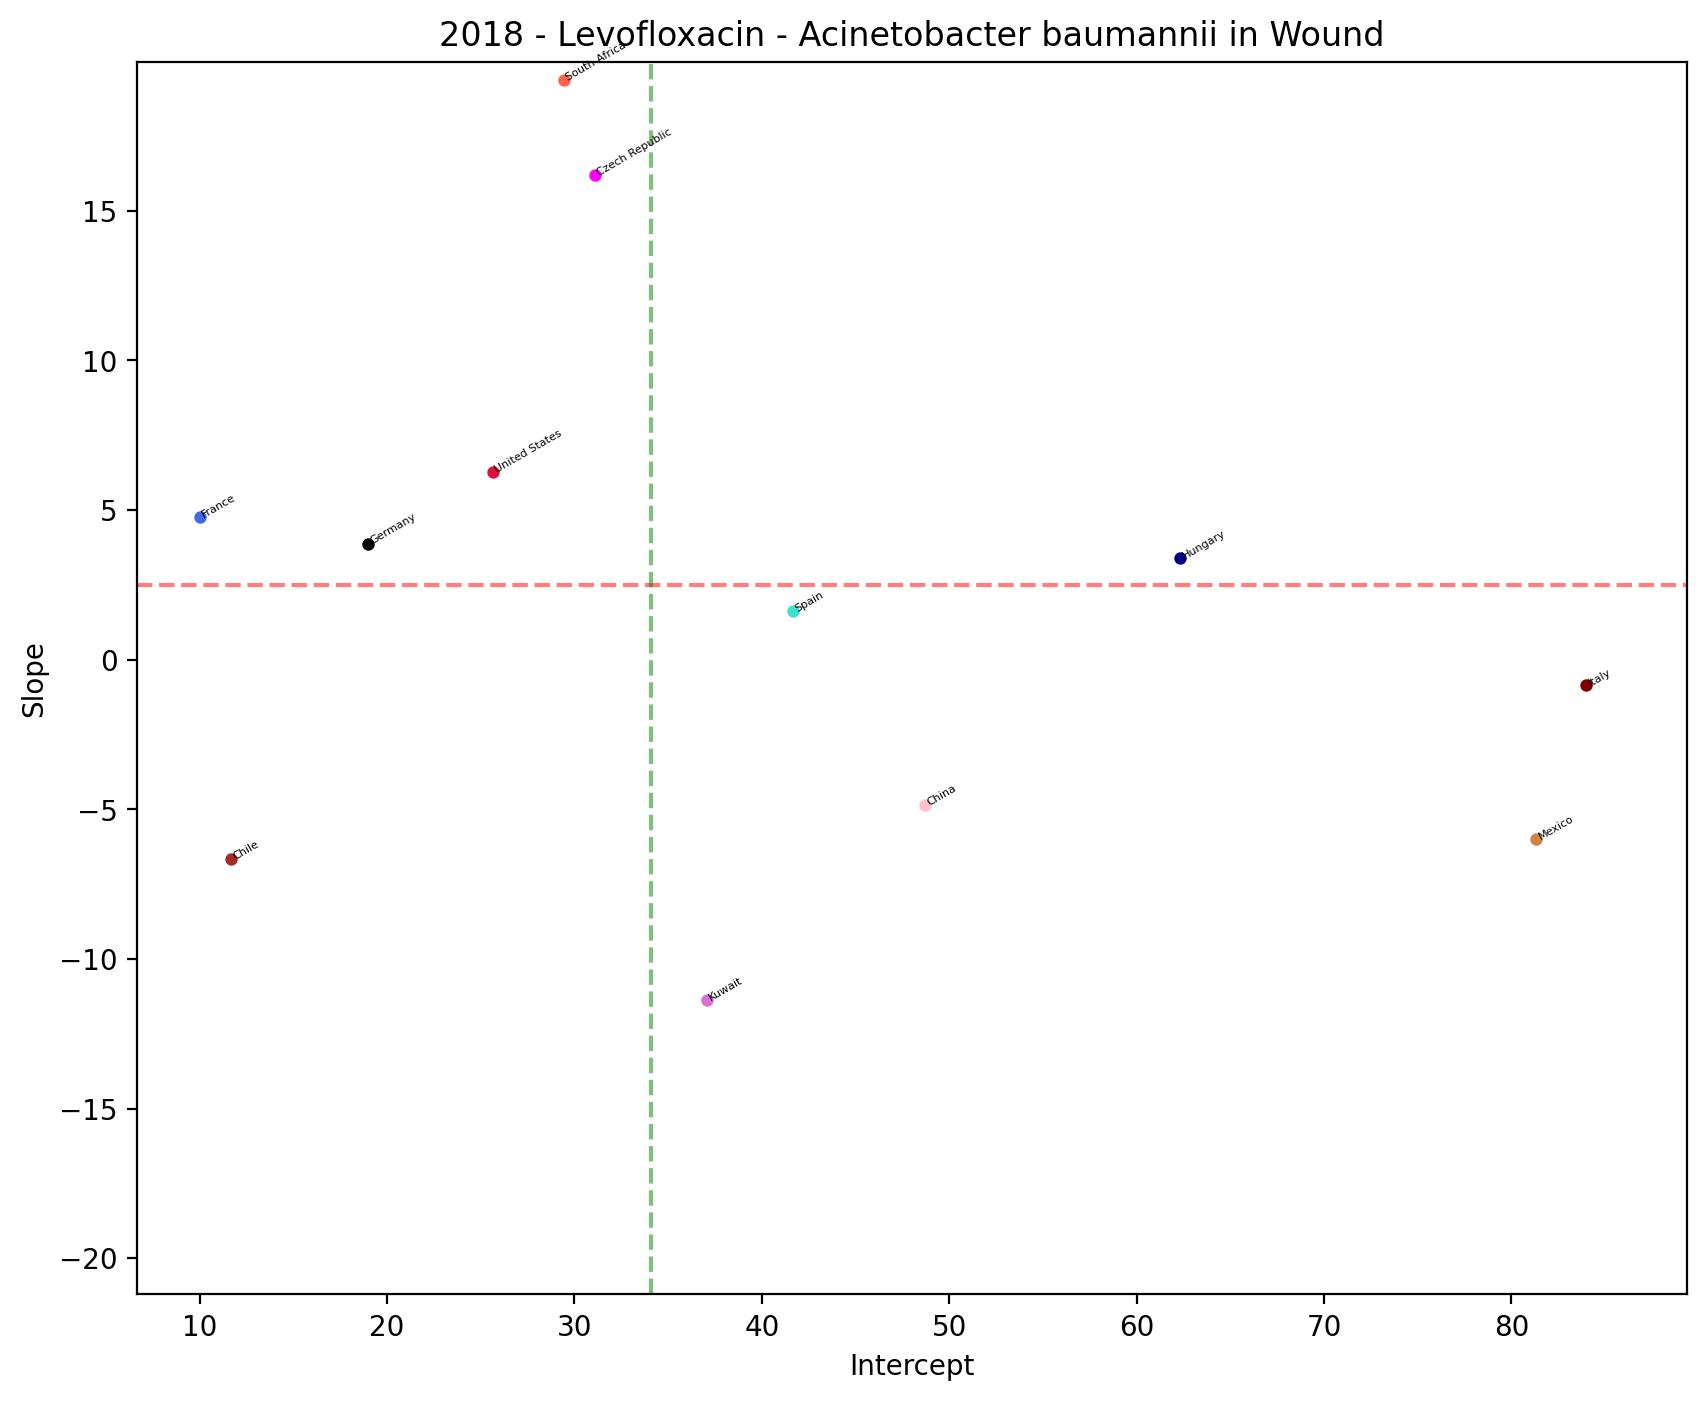 2018 - Levofloxacin - Acinetobacter baumannii in Wound
South Africa
Czech Republic
15
10
United States
5
France
Germany
Hungary
Spain
0
Slope
Italy
China
−5
Mexico
Chile
−10
Kuwait
−15
−20
10 20 30 40 50 60 70 80
Intercept